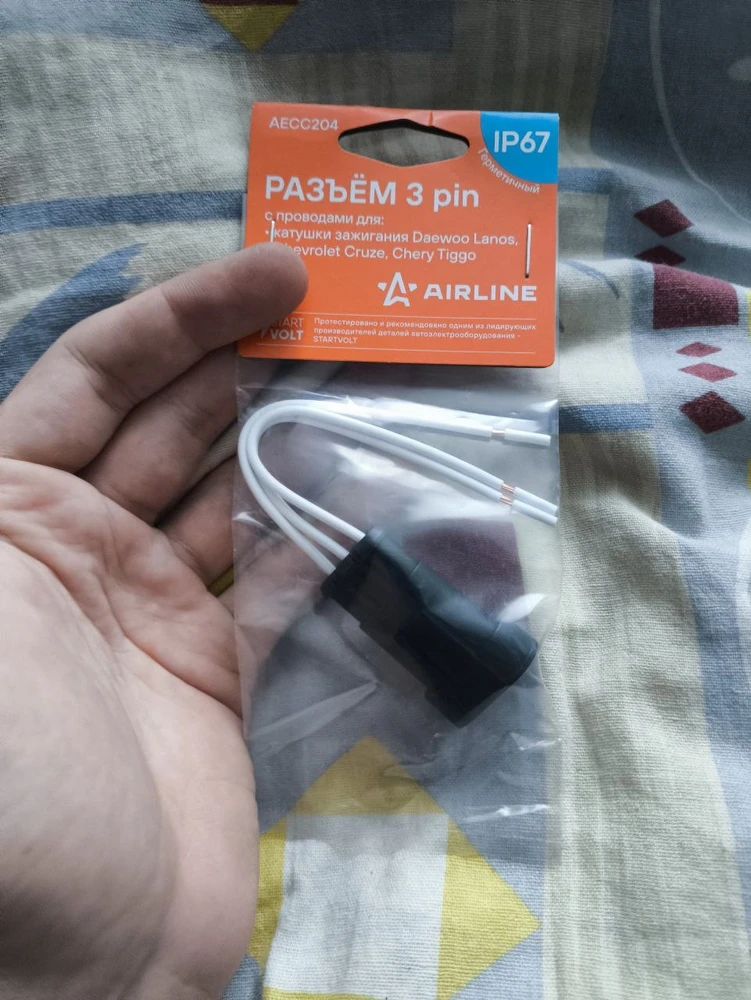 AECC204
IP67
Герметичный
РАЗЪЁМ 3 pin
с проводами для:
катушки зажигания Daewoo Lanos,
Cruze, Chery Tiggo
AIRLINE
START
VOLT
Протестировано и рекомендовано одним из лидирующих
производителей деталей автоэлектрооборудования -
STARTVOLT